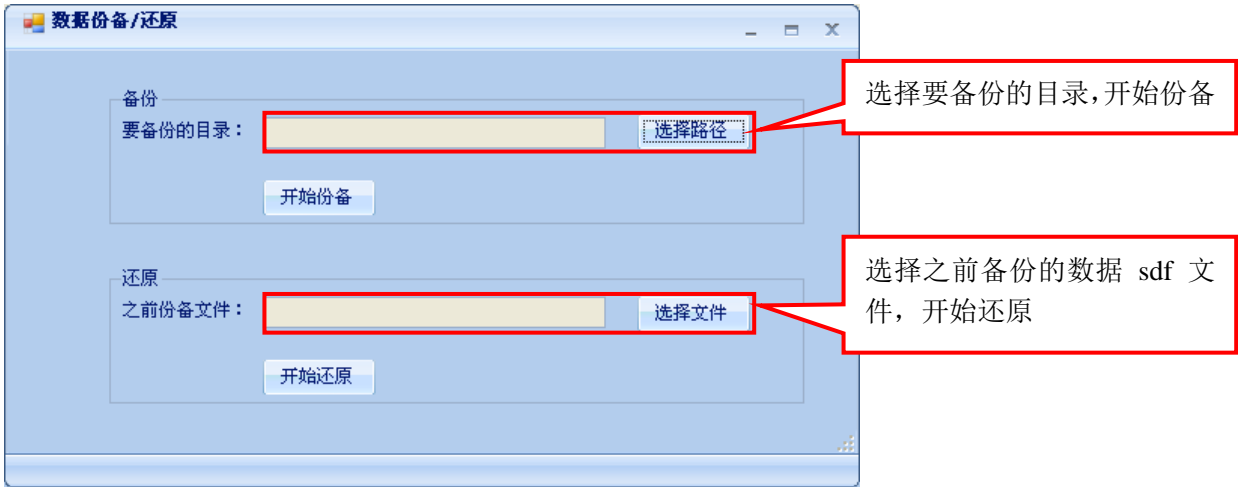 数据份备/还原
备份
要备份的目录：
选择路径
选择要备份的目录，开始份备
开始份备
还原
之前份备文件：
选择文件
选择之前备份的数据 sdf 文
件，开始还原
开始还原